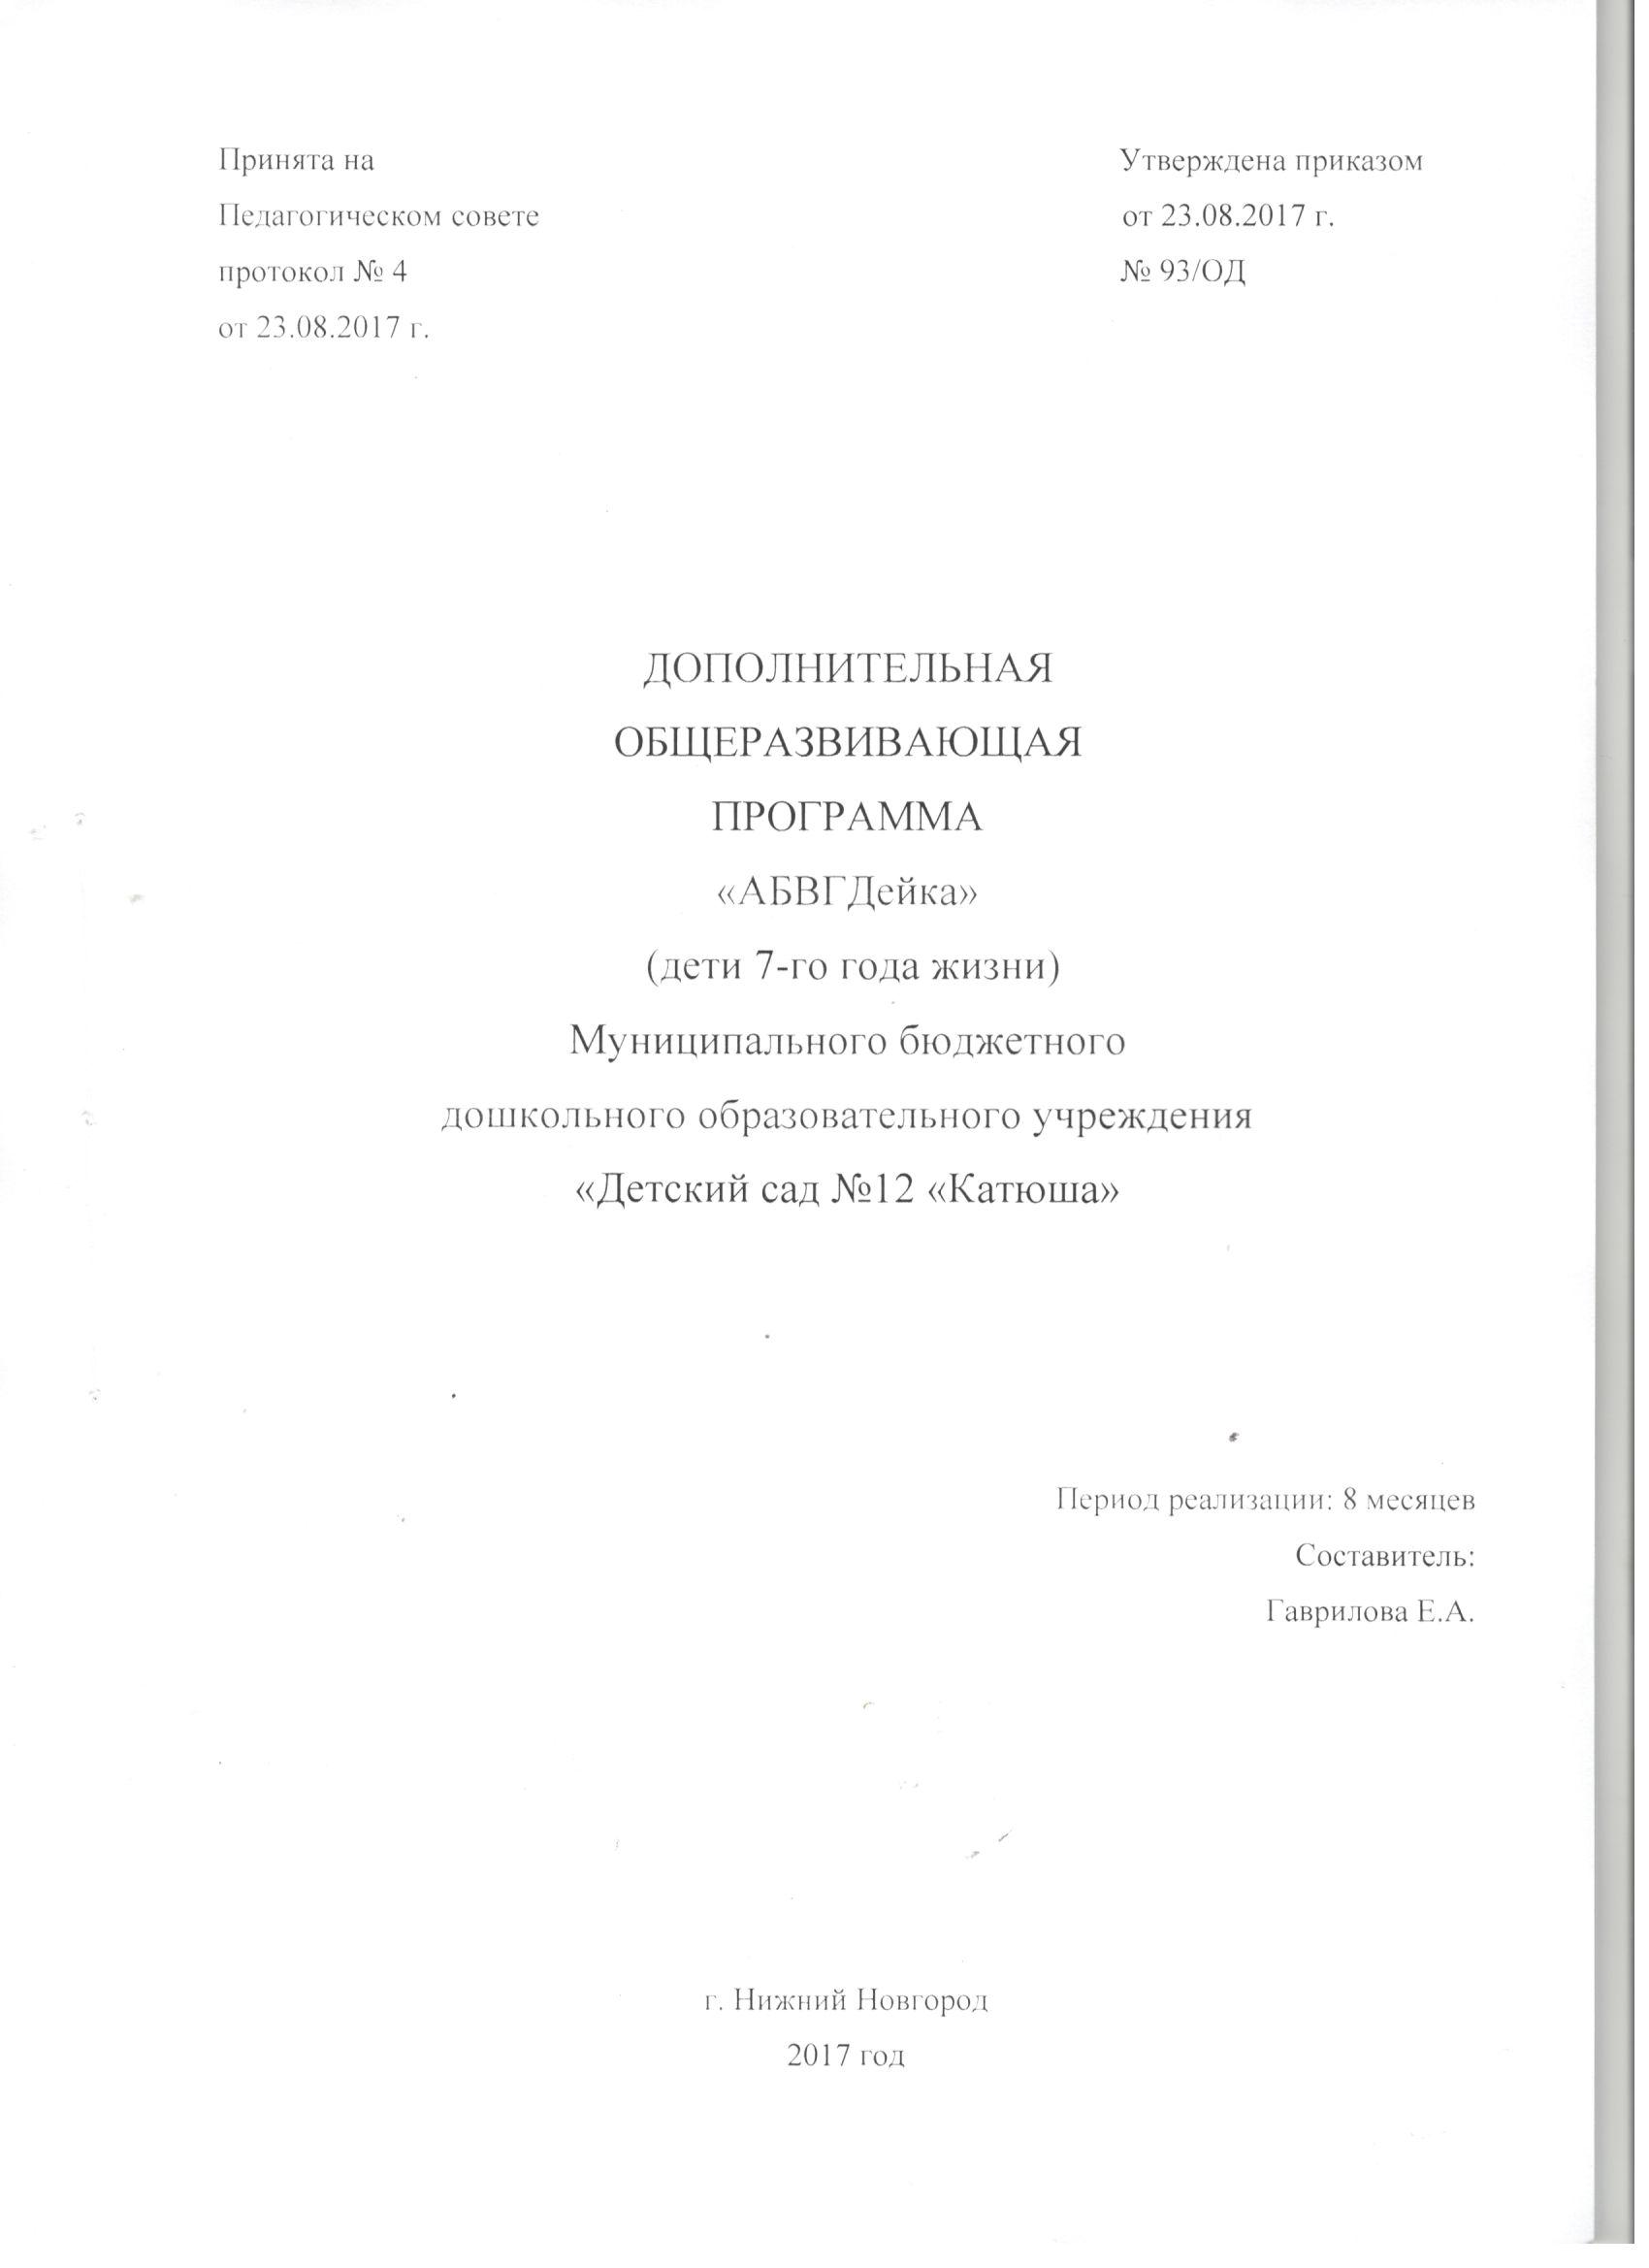 Принята на
Педагогическом совете
протокол № 4
от 23.08.2017 г.
Утверждена приказом
от 23.08.2017 г.
№ 93/ОД
ДОПОЛНИТЕЛЬНАЯ
ОБЩЕРАЗВИВАЮЩАЯ
ПРОГРАММА
«АБВГДейка»
(дети 7-го года жизни)
Муниципального бюджетного
дошкольного образовательного учреждения
«Детский сад №12 «Катюша»
Период реализации: 8 месяцев
Составитель:
Гаврилова Е.А.
г. Нижний Новгород
2017 год